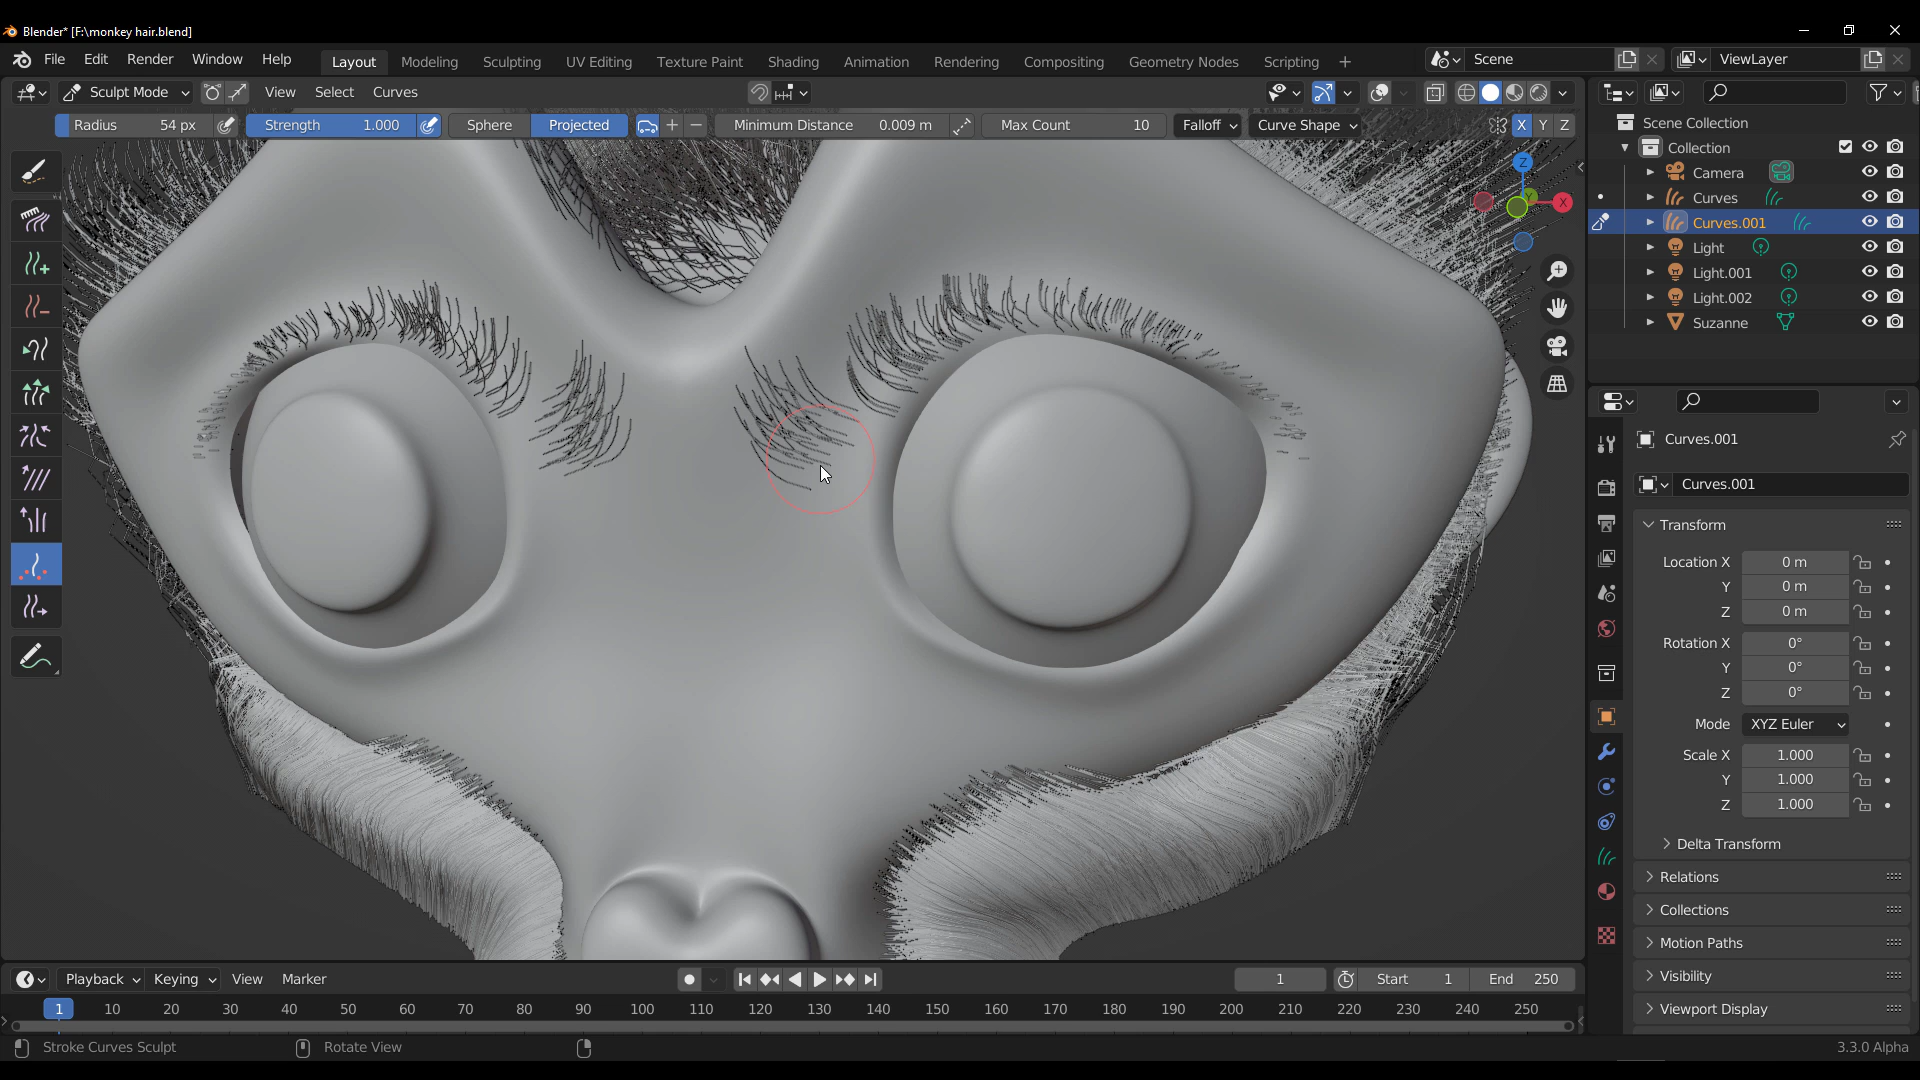 Blender* [F:\monkey hair.blend]
File Edit Render Window Help Layout Modeling Sculpting UV Editing Texture Paint Shading Animation Rendering Compositing Geometry Nodes Scripting + Scene ViewLayer
Sculpt Mode View Select Curves
Radius 54 px Strength 1.000 Sphere Projected Minimum Distance 0.009 m Max Count 10 Falloff Curve Shape X Y Z
Z
Y
X
Scene Collection
Collection
Camera
Curves
Curves.001
Light
Light.001
Light.002
Suzanne
Curves.001
Curves.001
Transform
Location X 0 m
Y 0 m
Z 0 m
Rotation X 0°
Y 0°
Z 0°
Mode XYZ Euler
Scale X 1.000
Y 1.000
Z 1.000
Delta Transform
Relations
Collections
Motion Paths
Visibility
Viewport Display
Playback Keying View Marker 1 Start 1 End 250
1 10 20 30 40 50 60 70 80 90 100 110 120 130 140 150 160 170 180 190 200 210 220 230 240 250
Stroke Curves Sculpt Rotate View 3.3.0 Alpha